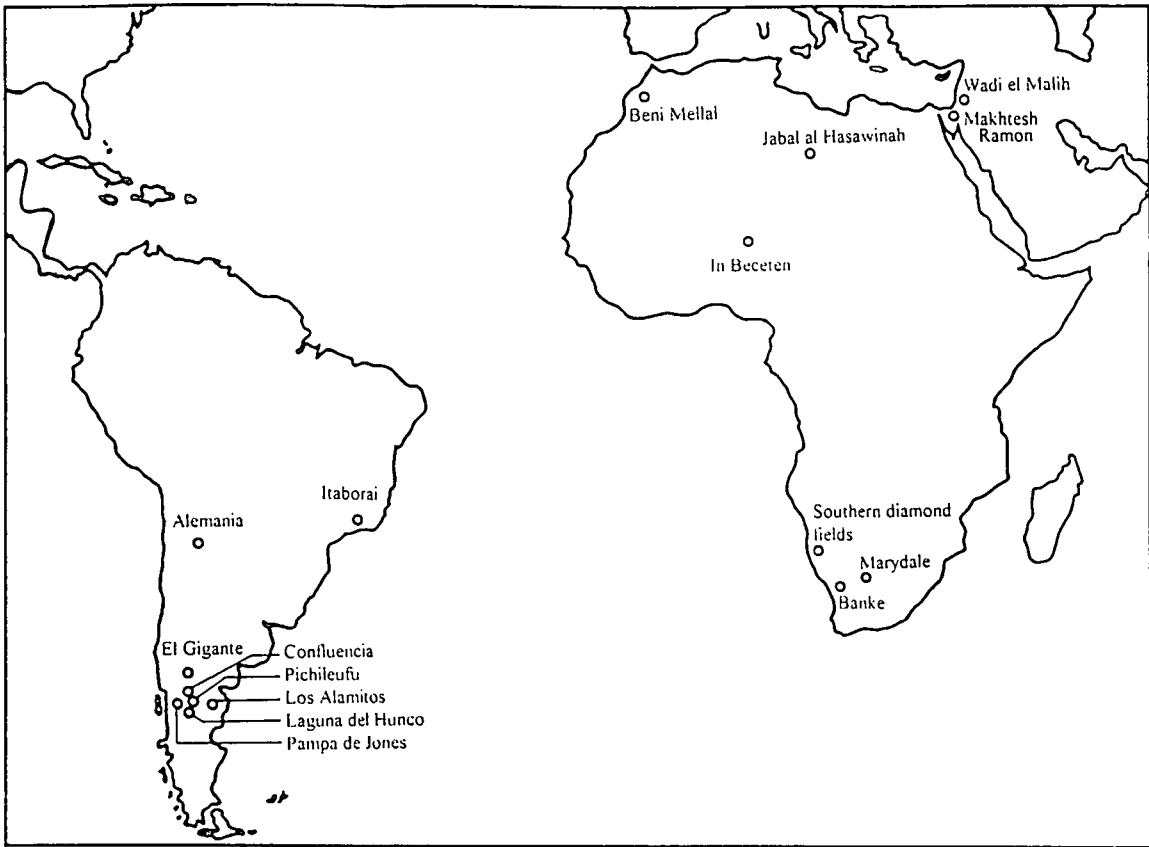 Wadi el Malih
Beni Mellal
Makhtesh
Ramon
Jabal al Hasawinah
In Beceten
Itaborai
Alemania
Southern diamond
fields
Marydale
Banke
El Gigante
Confluencia
Pichileufu
Los Alamitos
Laguna del Hunco
Pampa de Jones